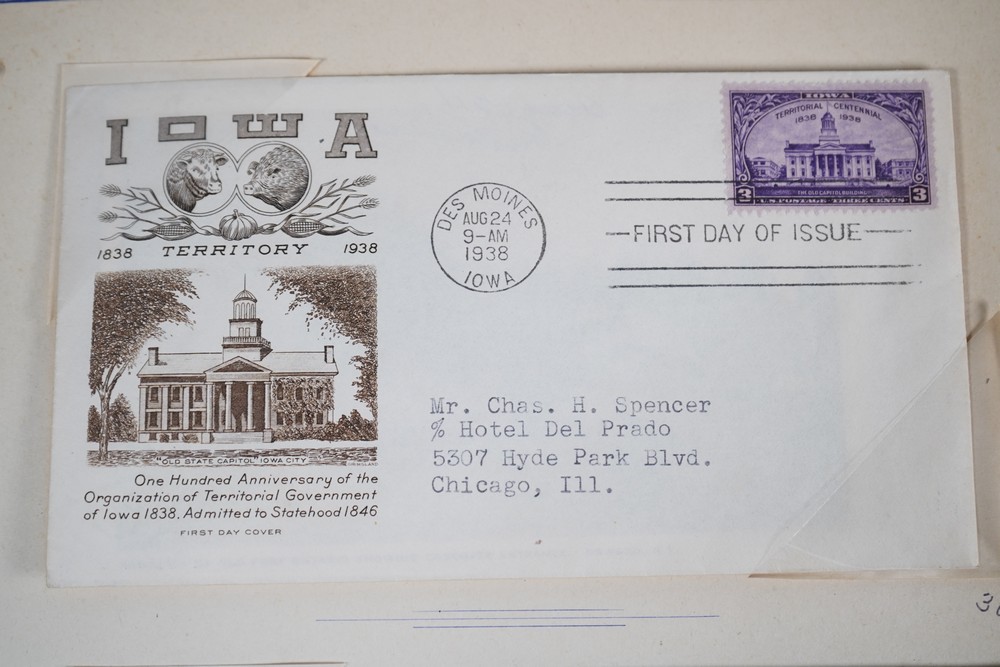 IOWA
1838 TERRITORY 1938
"OLD STATE CAPITOL" IOWA CITY
One Hundred Anniversary of the
Organization of Territorial Government
of Iowa 1838. Admitted to Statehood 1846
FIRST DAY COVER
DES MOINES
AUG 24
9-AM
1938
IOWA
FIRST DAY OF ISSUE
IOWA
TERRITORIAL CENTENNIAL
1838 1938
THE OLD CAPITOL BUILDING
3 U.S. POSTAGE THREE CENTS 3
Mr. Chas. H. Spencer
% Hotel Del Prado
5307 Hyde Park Blvd.
Chicago, Ill.